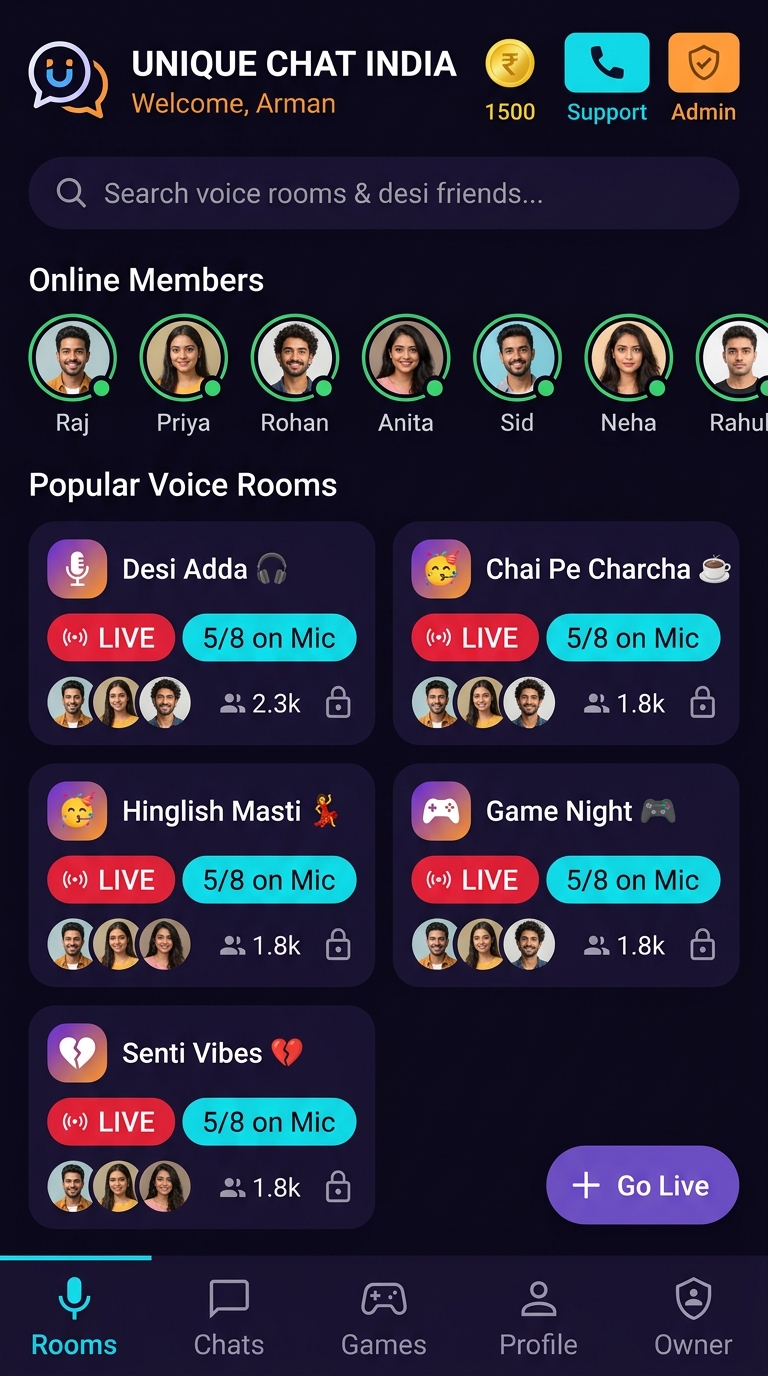 UNIQUE CHAT INDIA
Welcome, Arman
1500
Support
Admin
Search voice rooms & desi friends...
Online Members
Raj
Priya
Rohan
Anita
Sid
Neha
Rahul
Popular Voice Rooms
Desi Adda 🎧
LIVE
5/8 on Mic
2.3k
Chai Pe Charcha ☕
LIVE
5/8 on Mic
1.8k
Hinglish Masti 💃
LIVE
5/8 on Mic
1.8k
Game Night 🎮
LIVE
5/8 on Mic
1.8k
Senti Vibes 💔
LIVE
5/8 on Mic
1.8k
+ Go Live
Rooms
Chats
Games
Profile
Owner